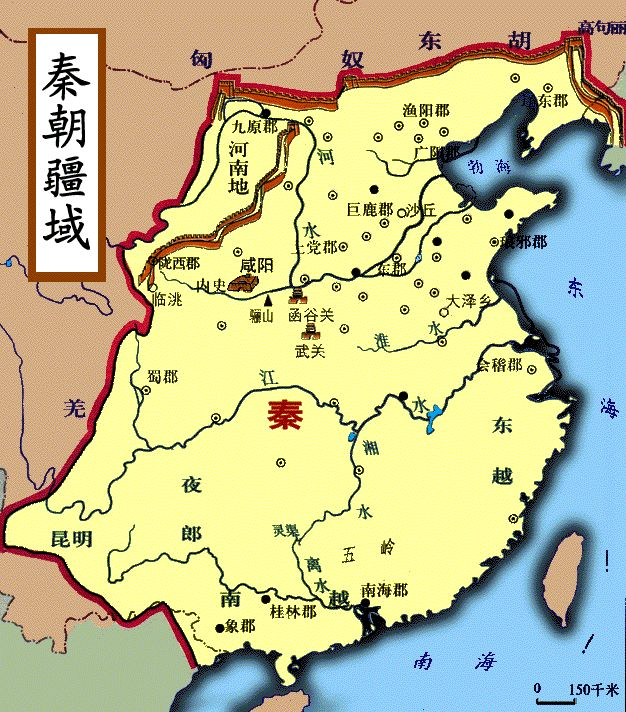 秦朝疆域
匈奴
东胡
高句丽
九原郡
渔阳郡
辽东郡
广阳郡
河南地
河水
渤海
巨鹿郡
沙丘
上党郡
琅邪郡
陇西郡
咸阳
内史
东郡
临洮
骊山
函谷关
大泽乡
东海
武关
淮水
会稽郡
蜀郡
江水
羌
秦
东越
湘水
夜郎
昆明
灵渠
五岭
离水
南越
南海郡
桂林郡
象郡
南海
0 150千米